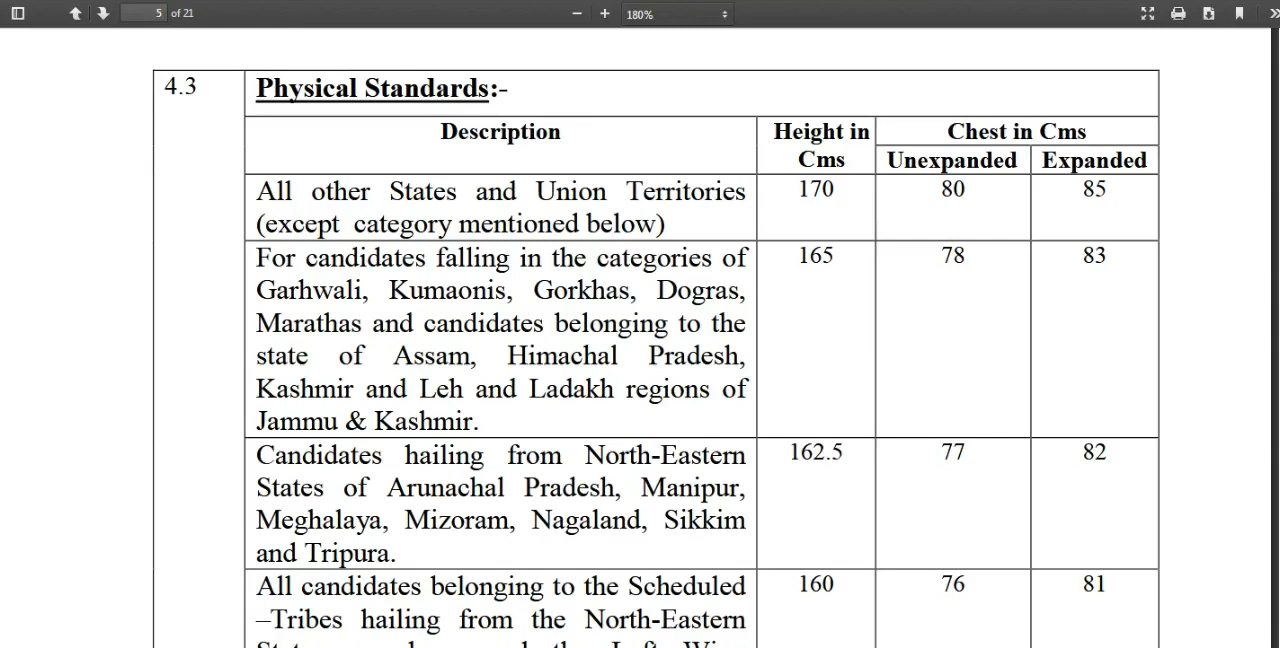 5 of 21
180%
4.3 Physical Standards:-
Description Height in Chest in Cms
Cms Unexpanded Expanded
All other States and Union Territories 170 80 85
(except category mentioned below)
For candidates falling in the categories of 165 78 83
Garhwali, Kumaonis, Gorkhas, Dogras,
Marathas and candidates belonging to the
state of Assam, Himachal Pradesh,
Kashmir and Leh and Ladakh regions of
Jammu & Kashmir.
Candidates hailing from North-Eastern 162.5 77 82
States of Arunachal Pradesh, Manipur,
Meghalaya, Mizoram, Nagaland, Sikkim
and Tripura.
All candidates belonging to the Scheduled 160 76 81
–Tribes hailing from the North-Eastern